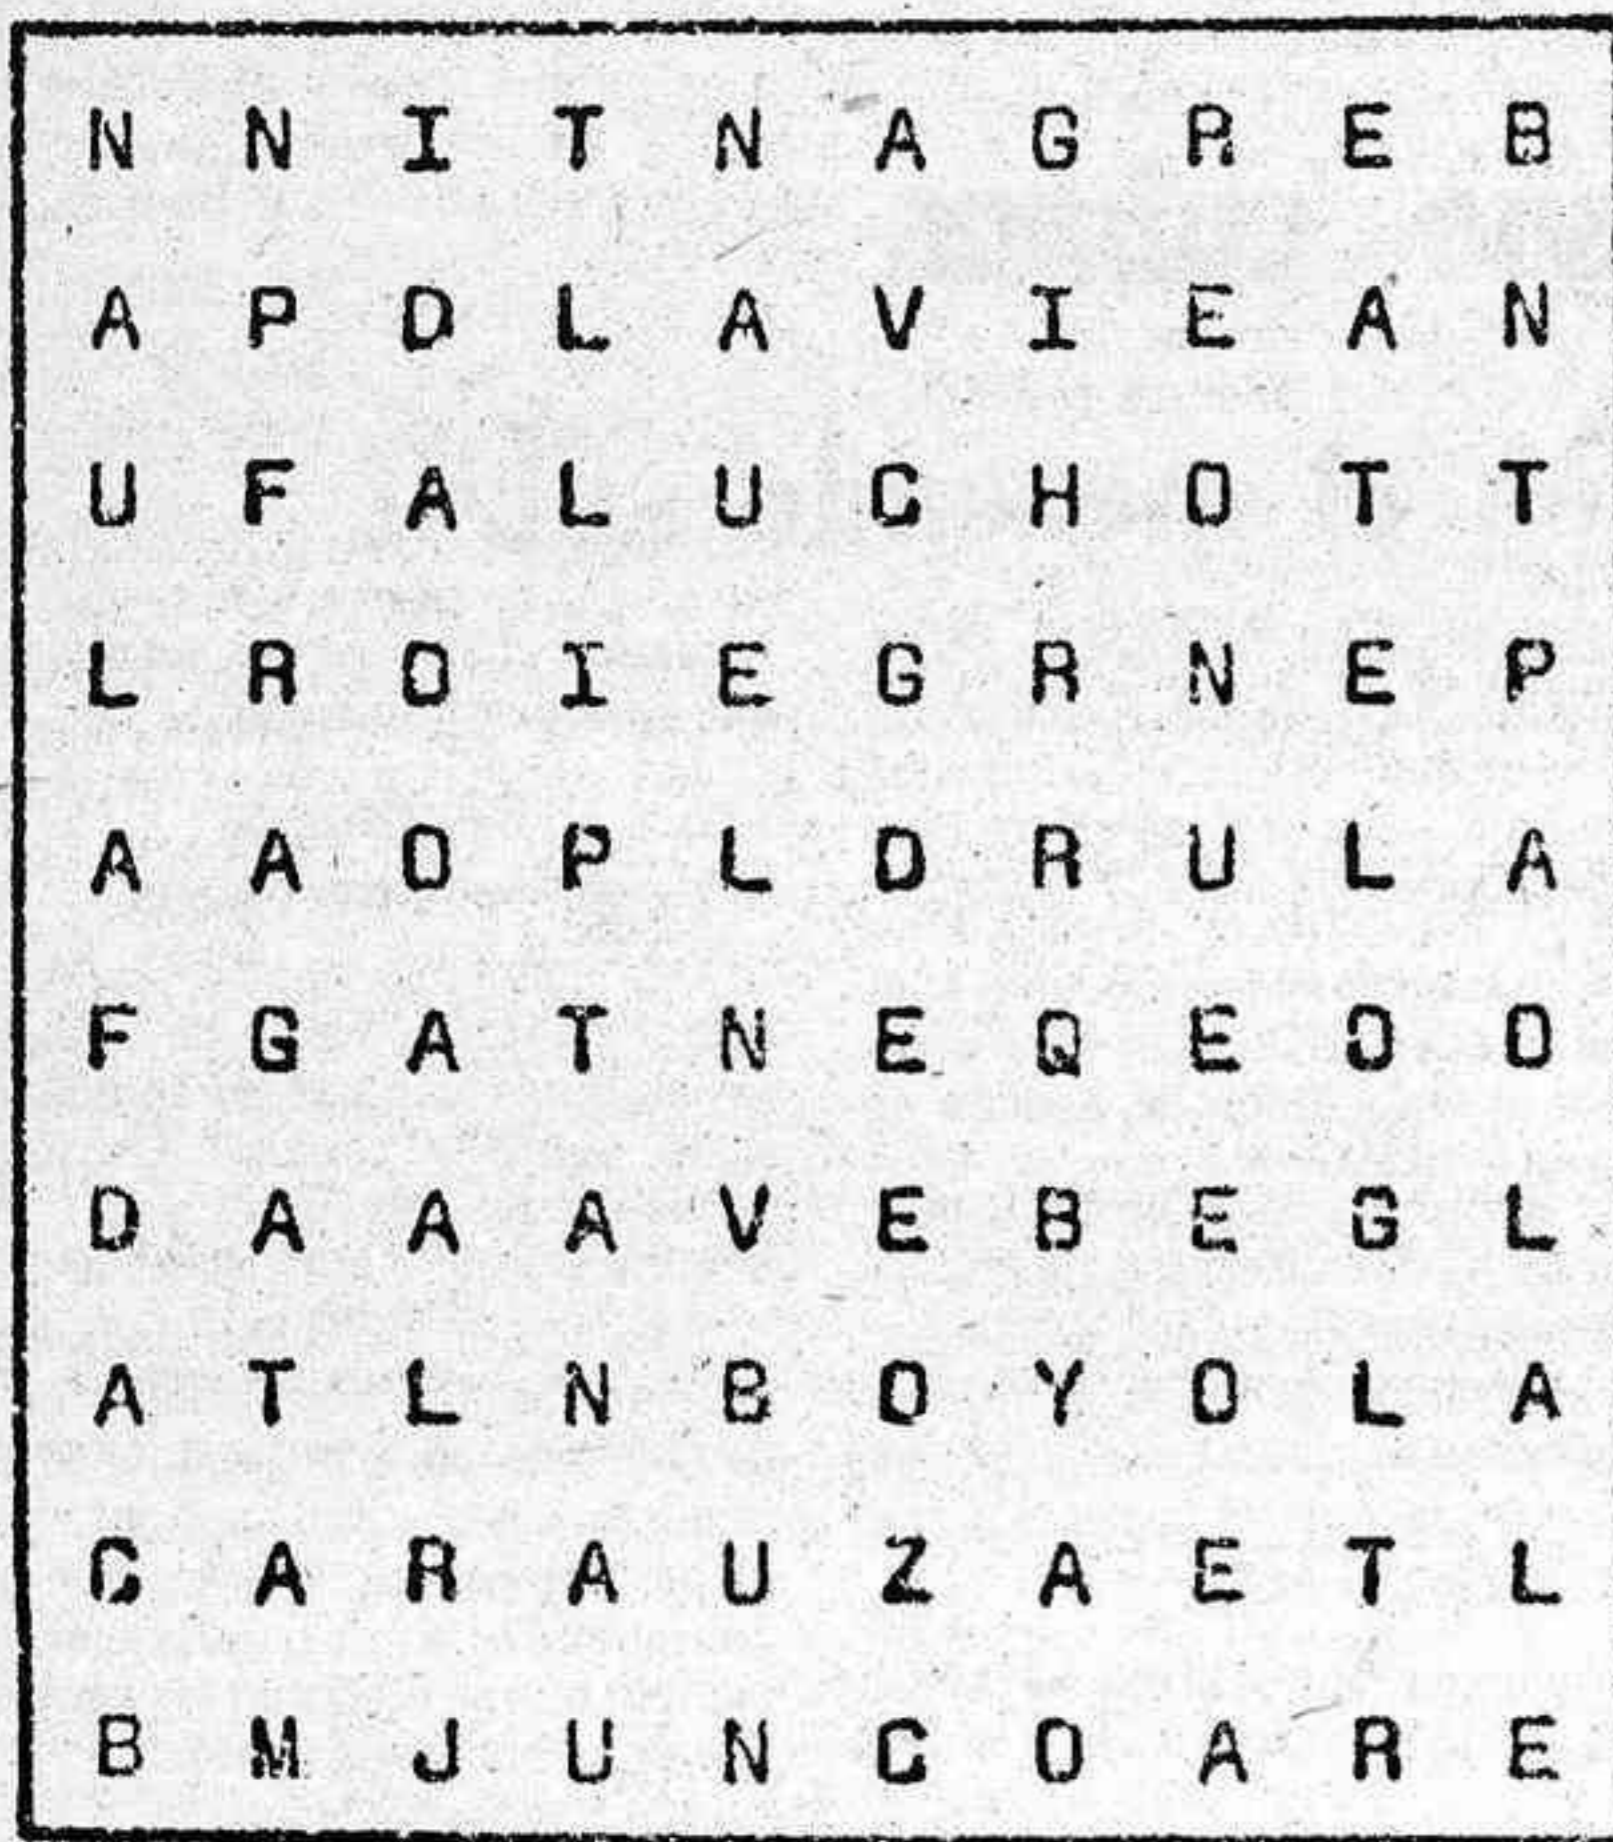 N N I T N A G R E B
A P D L A V I E A N
U F A L U C H O T T
L R O I E G R N E P
A A O P L D R U L A
F G A T N E Q E O O
D A A A V E B E G L
A T L N B O Y O L A
C A R A U Z A E T L
B M J U N C O A R E